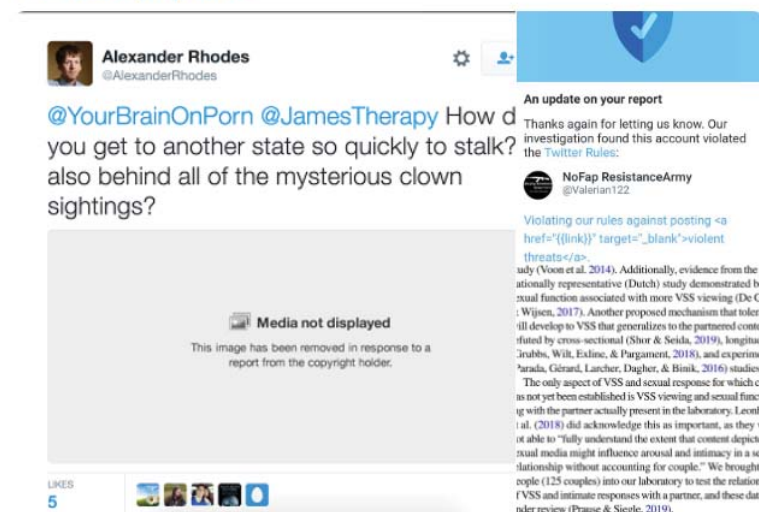 Alexander Rhodes
@AlexanderRhodes
@YourBrainOnPorn @JamesTherapy How d
you get to another state so quickly to stalk?
also behind all of the mysterious clown
sightings?
Media not displayed
This image has been removed in response to a
report from the copyright holder.
LIKES
5
An update on your report
Thanks again for letting us know. Our
investigation found this account violated
the Twitter Rules:
NoFap ResistanceArmy
@Valerian122
Violating our rules against posting <a
href="{{link}}" target="_blank">violent
threats</a>.
udy (Voon et al. 2014). Additionally, evidence from the
ationally representative (Dutch) study demonstrated b
exual function associated with more VSS viewing (De G
Wijsen, 2017). Another proposed mechanism that toler
ill develop to VSS that generalizes to the partnered conte
efuted by cross-sectional (Shor & Seida, 2019), longitud
Grubbs, Wilt, Exline, & Pargament, 2018), and experime
Parada, Gérard, Larcher, Dagher, & Binik, 2016) studies
The only aspect of VSS and sexual response for which c
as not yet been established is VSS viewing and sexual func
g with the partner actually present in the laboratory. Leonh
al. (2018) did acknowledge this as important, as they
ot able to "fully understand the extent that content depicte
exual media might influence arousal and intimacy in a se
elationship without accounting for couple." We brought
eople (125 couples) into our laboratory to test the relation
f VSS and intimate responses with a partner, and these dat
nder review (Prause & Siegle, 2019).